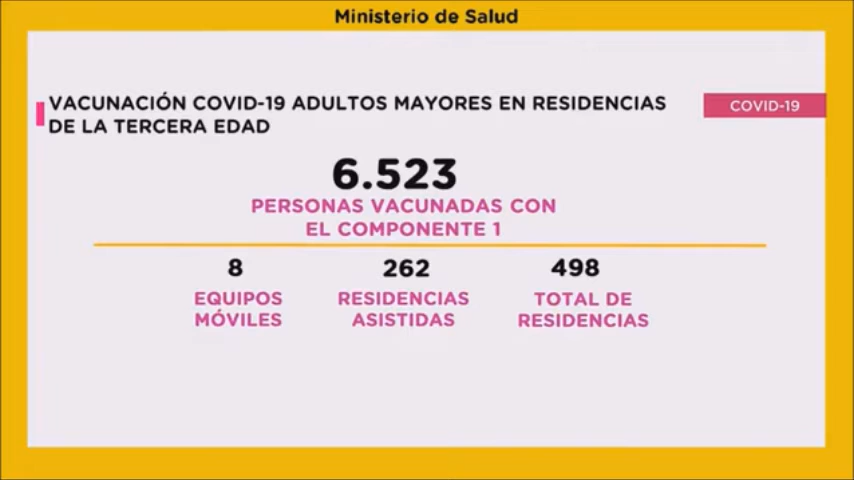 Ministerio de Salud
VACUNACIÓN COVID-19 ADULTOS MAYORES EN RESIDENCIAS
DE LA TERCERA EDAD
COVID-19
6.523
PERSONAS VACUNADAS CON
EL COMPONENTE 1
8
EQUIPOS
MÓVILES
262
RESIDENCIAS
ASISTIDAS
498
TOTAL DE
RESIDENCIAS